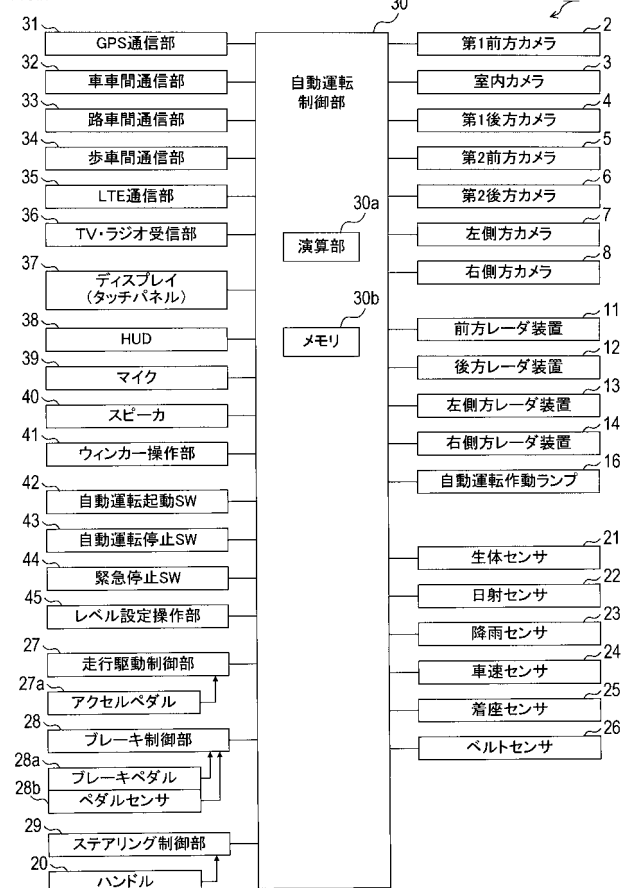 30
31
GPS通信部
32
車車間通信部
33
路車間通信部
34
歩車間通信部
35
LTE通信部
36
TV・ラジオ受信部
37
ディスプレイ
(タッチパネル)
38
HUD
39
マイク
40
スピーカ
41
ウィンカー操作部
42
自動運転起動SW
43
自動運転停止SW
44
緊急停止SW
45
レベル設定操作部
27
走行駆動制御部
27a
アクセルペダル
28
ブレーキ制御部
28a
ブレーキペダル
28b
ペダルセンサ
29
ステアリング制御部
20
ハンドル
自動運転
制御部
30a
演算部
30b
メモリ
2
第1前方カメラ
3
室内カメラ
4
第1後方カメラ
5
第2前方カメラ
6
第2後方カメラ
7
左側方カメラ
8
右側方カメラ
11
前方レーダ装置
12
後方レーダ装置
13
左側方レーダ装置
14
右側方レーダ装置
16
自動運転作動ランプ
21
生体センサ
22
日射センサ
23
降雨センサ
24
車速センサ
25
着座センサ
26
ベルトセンサ